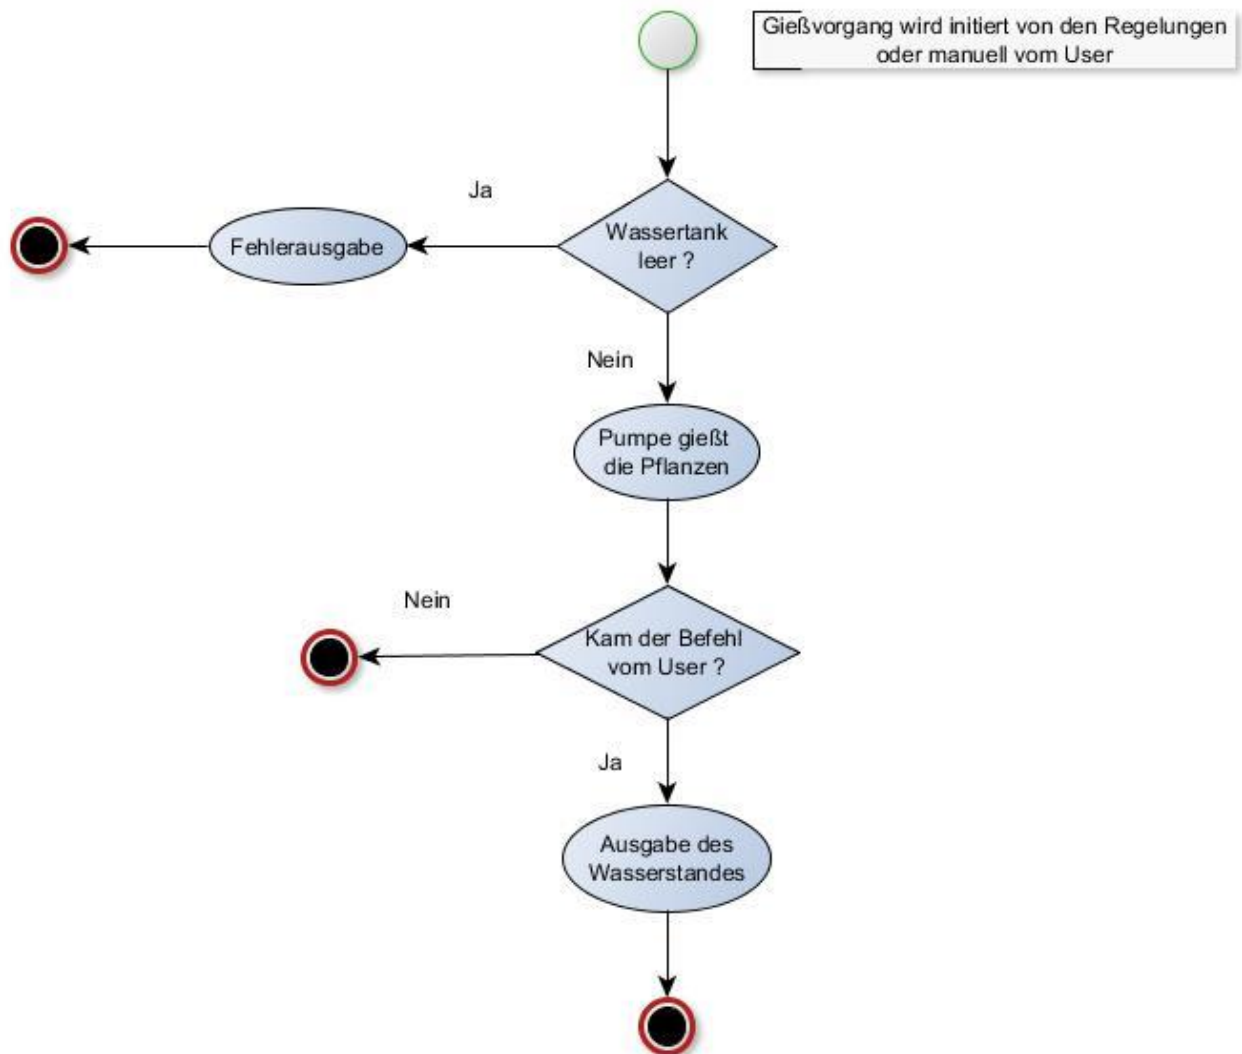 Gießvorgang wird initiert von den Regelungen
oder manuell vom User
Ja
Wassertank
leer ?
Fehlerausgabe
Nein
Pumpe gießt
die Pflanzen
Nein
Kam der Befehl
vom User ?
Ja
Ausgabe des
Wasserstandes